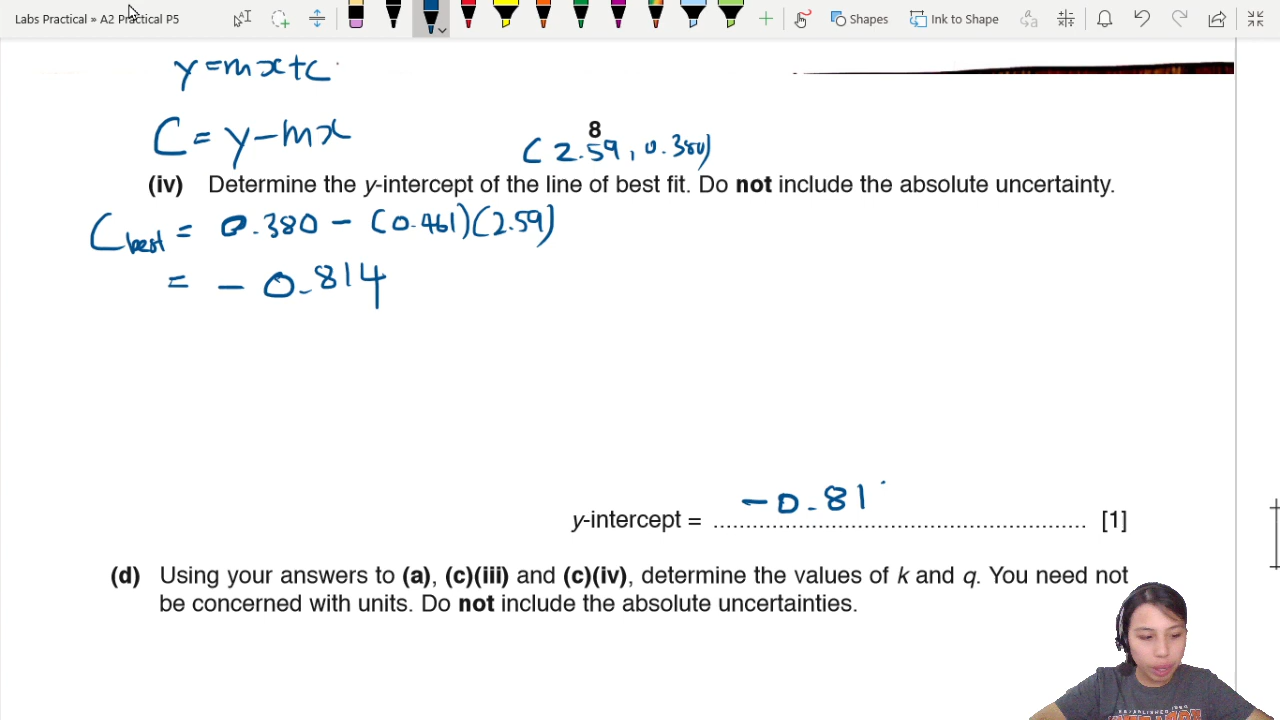 Labs Practical » A2 Practical P5
Shapes
Ink to Shape
y = mx + c
C = y - mx
8
(2.59, 0.380)
(iv) Determine the y-intercept of the line of best fit. Do not include the absolute uncertainty.
C best = 0.380 - (0.461)(2.59)
= - 0.814
y-intercept = -0.81 [1]
(d) Using your answers to (a), (c)(iii) and (c)(iv), determine the values of k and q. You need not
be concerned with units. Do not include the absolute uncertainties.